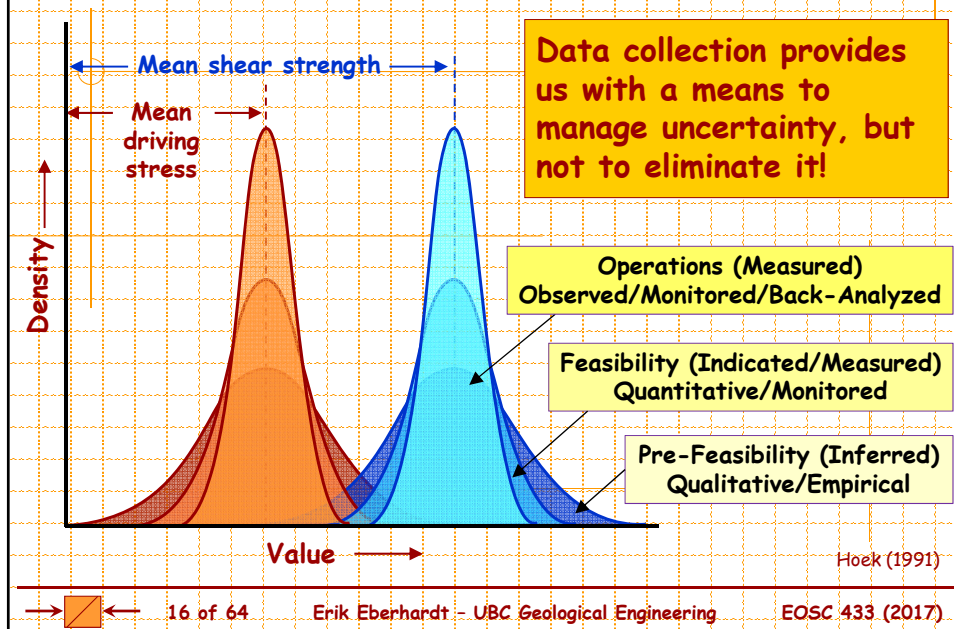 Mean shear strength
Mean
driving
stress
Density
Value
Data collection provides
us with a means to
manage uncertainty, but
not to eliminate it!
Operations (Measured)
Observed/Monitored/Back-Analyzed
Feasibility (Indicated/Measured)
Quantitative/Monitored
Pre-Feasibility (Inferred)
Qualitative/Empirical
Hoek (1991)
16 of 64 Erik Eberhardt – UBC Geological Engineering EOSC 433 (2017)